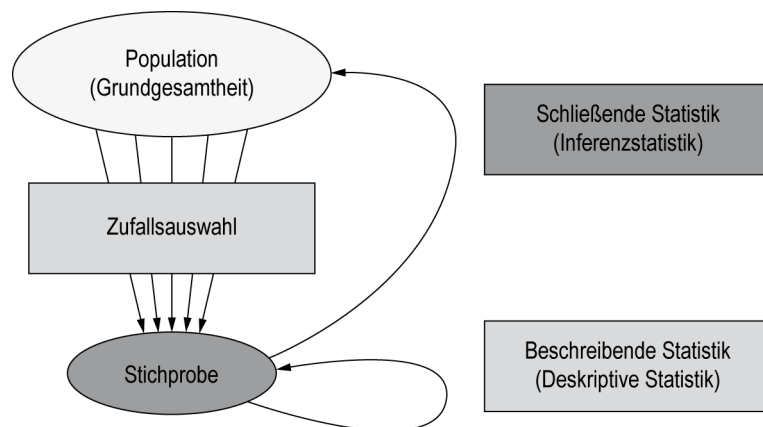 Population
(Grundgesamtheit)
Schließende Statistik
(Inferenzstatistik)
Zufallsauswahl
Stichprobe
Beschreibende Statistik
(Deskriptive Statistik)